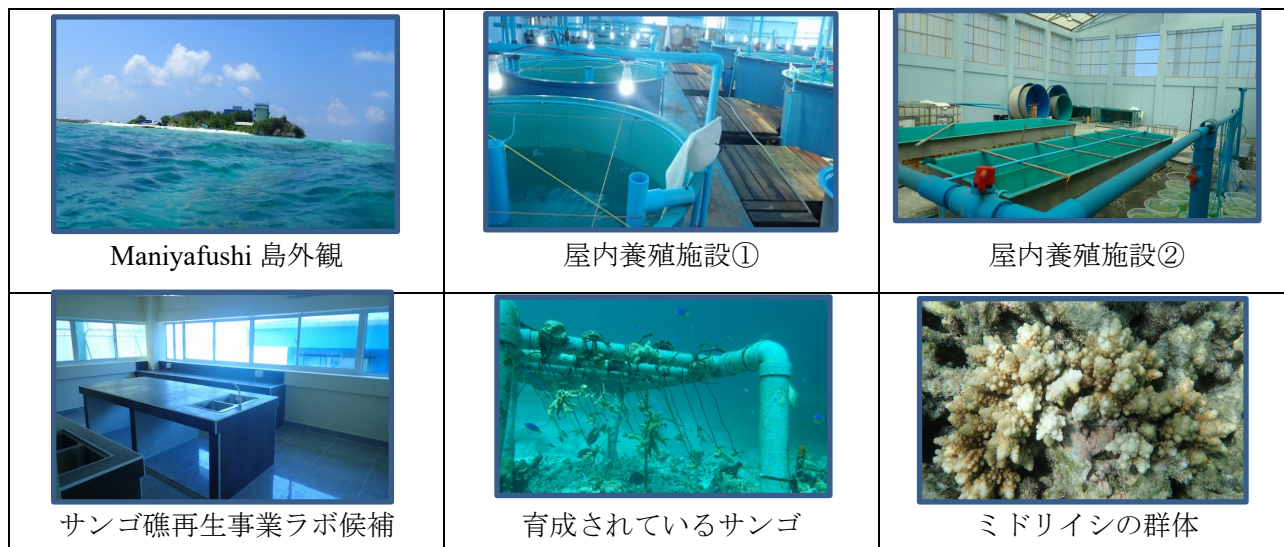 Maniyafushi 島外観
屋内養殖施設①
屋内養殖施設②
サンゴ礁再生事業ラボ候補
育成されているサンゴ
ミドリイシの群体